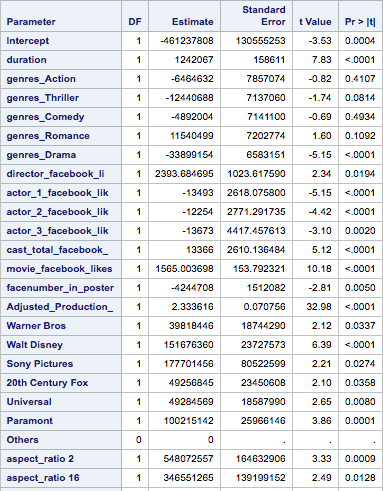 Parameter DF Estimate Standard Error t Value Pr > |t|
Intercept 1 -461237808 130555253 -3.53 0.0004
duration 1 1242067 158611 7.83 <.0001
genres_Action 1 -6464632 7857074 -0.82 0.4107
genres_Thriller 1 -12440688 7137060 -1.74 0.0814
genres_Comedy 1 -4892004 7141100 -0.69 0.4934
genres_Romance 1 11540499 7202774 1.60 0.1092
genres_Drama 1 -33899154 6583151 -5.15 <.0001
director_facebook_li 1 2393.684695 1023.617590 2.34 0.0194
actor_1_facebook_lik 1 -13493 2618.075800 -5.15 <.0001
actor_2_facebook_lik 1 -12254 2771.291735 -4.42 <.0001
actor_3_facebook_lik 1 -13673 4417.457613 -3.10 0.0020
cast_total_facebook_ 1 13366 2610.136484 5.12 <.0001
movie_facebook_likes 1 1565.003698 153.792321 10.18 <.0001
facenumber_in_poster 1 -4244708 1512082 -2.81 0.0050
Adjusted_Production_ 1 2.333616 0.070756 32.98 <.0001
Warner Bros 1 39818446 18744290 2.12 0.0337
Walt Disney 1 151676360 23727573 6.39 <.0001
Sony Pictures 1 177701456 80522599 2.21 0.0274
20th Century Fox 1 49256845 23450608 2.10 0.0358
Universal 1 49284569 18587990 2.65 0.0080
Paramont 1 100215142 25966146 3.86 0.0001
Others 0 0 . . .
aspect_ratio 2 1 548072557 164632906 3.33 0.0009
aspect_ratio 16 1 346551265 139199152 2.49 0.0128